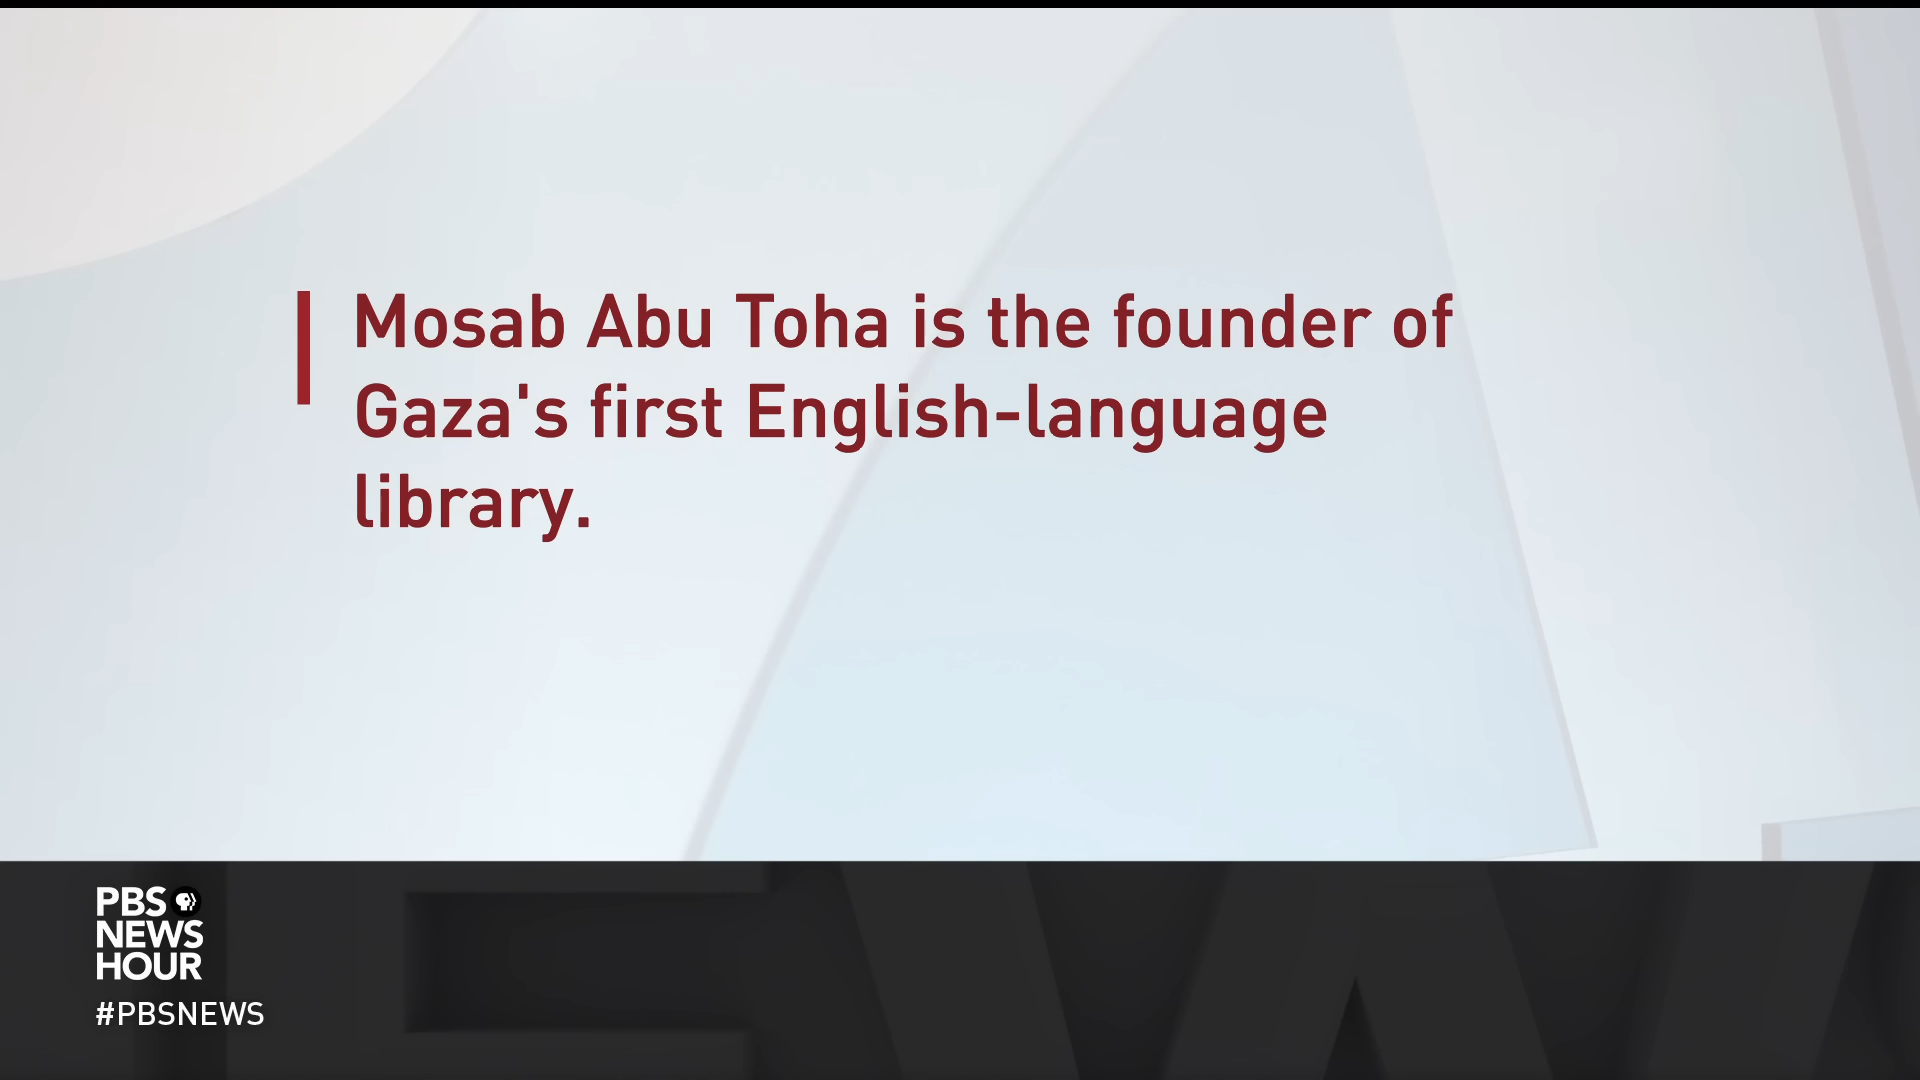 Mosab Abu Toha is the founder of
Gaza's first English-language
library.
PBS
NEWS
HOUR
#PBSNEWS